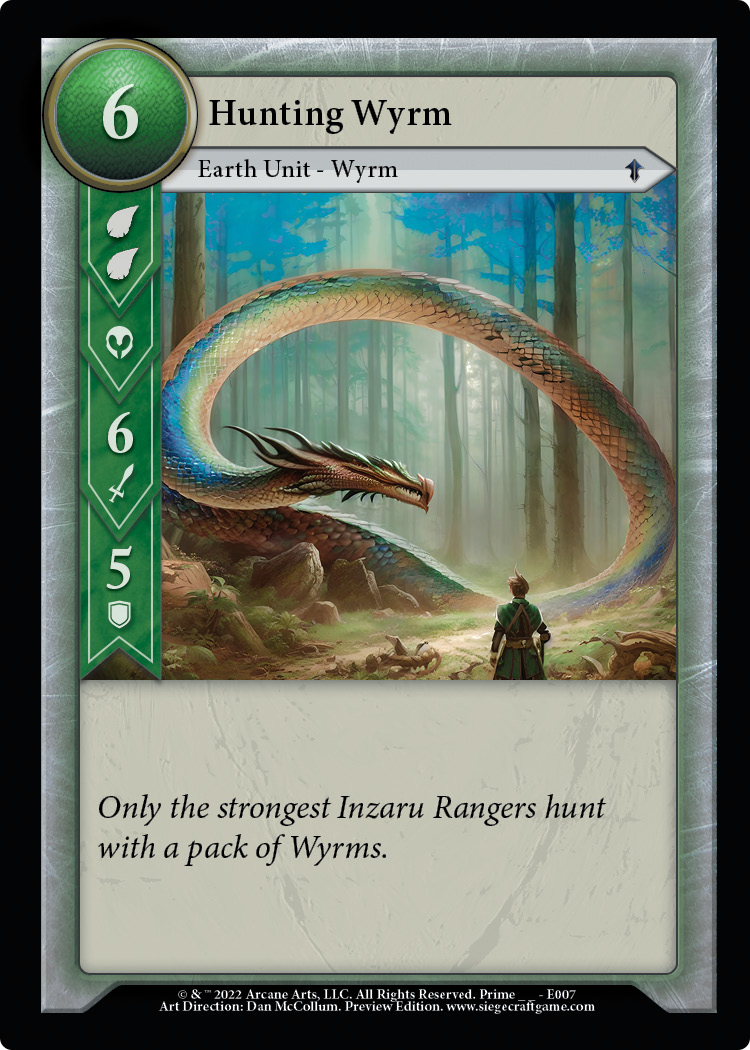 6
Hunting Wyrm
Earth Unit - Wyrm
6
5
Only the strongest Inzaru Rangers hunt
with a pack of Wyrms.
© & ™ 2022 Arcane Arts, LLC. All Rights Reserved. Prime _ _ - E007
Art Direction: Dan McCollum. Preview Edition. www.siegecraftgame.com